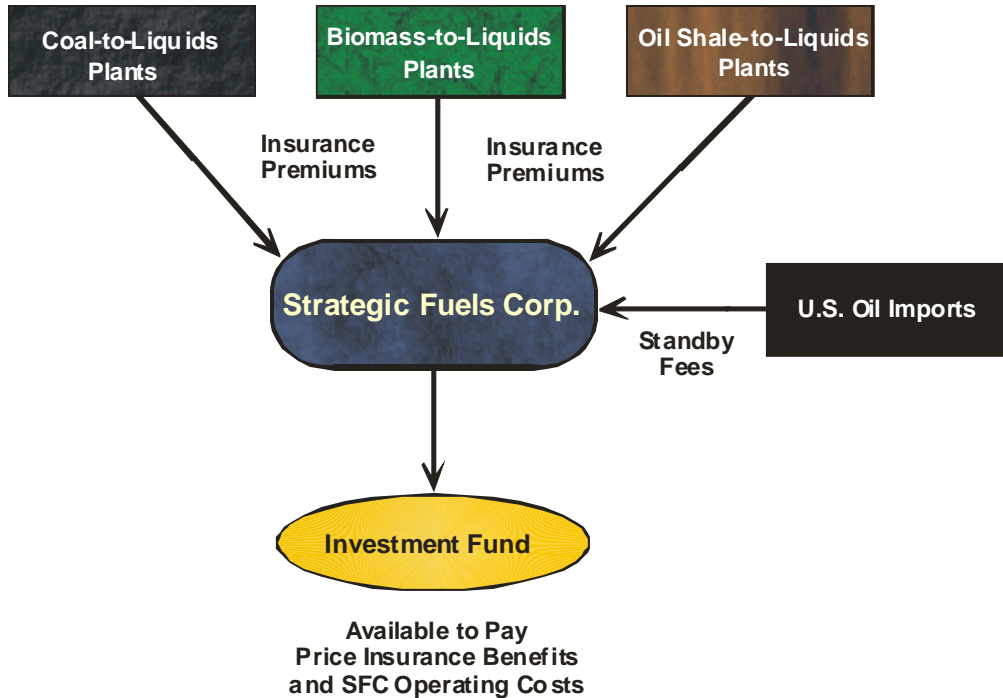 Coal-to-Liquids
Plants
Biomass-to-Liquids
Plants
Oil Shale-to-Liquids
Plants
Insurance
Premiums
Insurance
Premiums
Strategic Fuels Corp.
U.S. Oil Imports
Standby
Fees
Investment Fund
Available to Pay
Price Insurance Benefits
and SFC Operating Costs